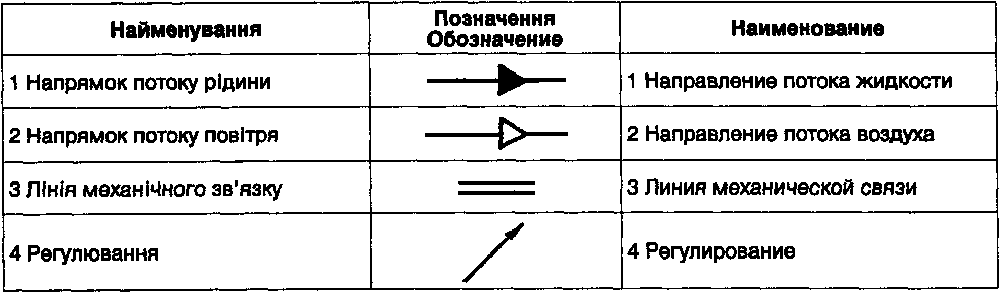 Найменування
Позначення
Обозначение
Наименование
1 Напрямок потоку рідини
1 Направление потока жидкости
2 Напрямок потоку повітря
2 Направление потока воздуха
3 Лінія механічного зв’язку
3 Линия механической связи
4 Регулювання
4 Регулирование